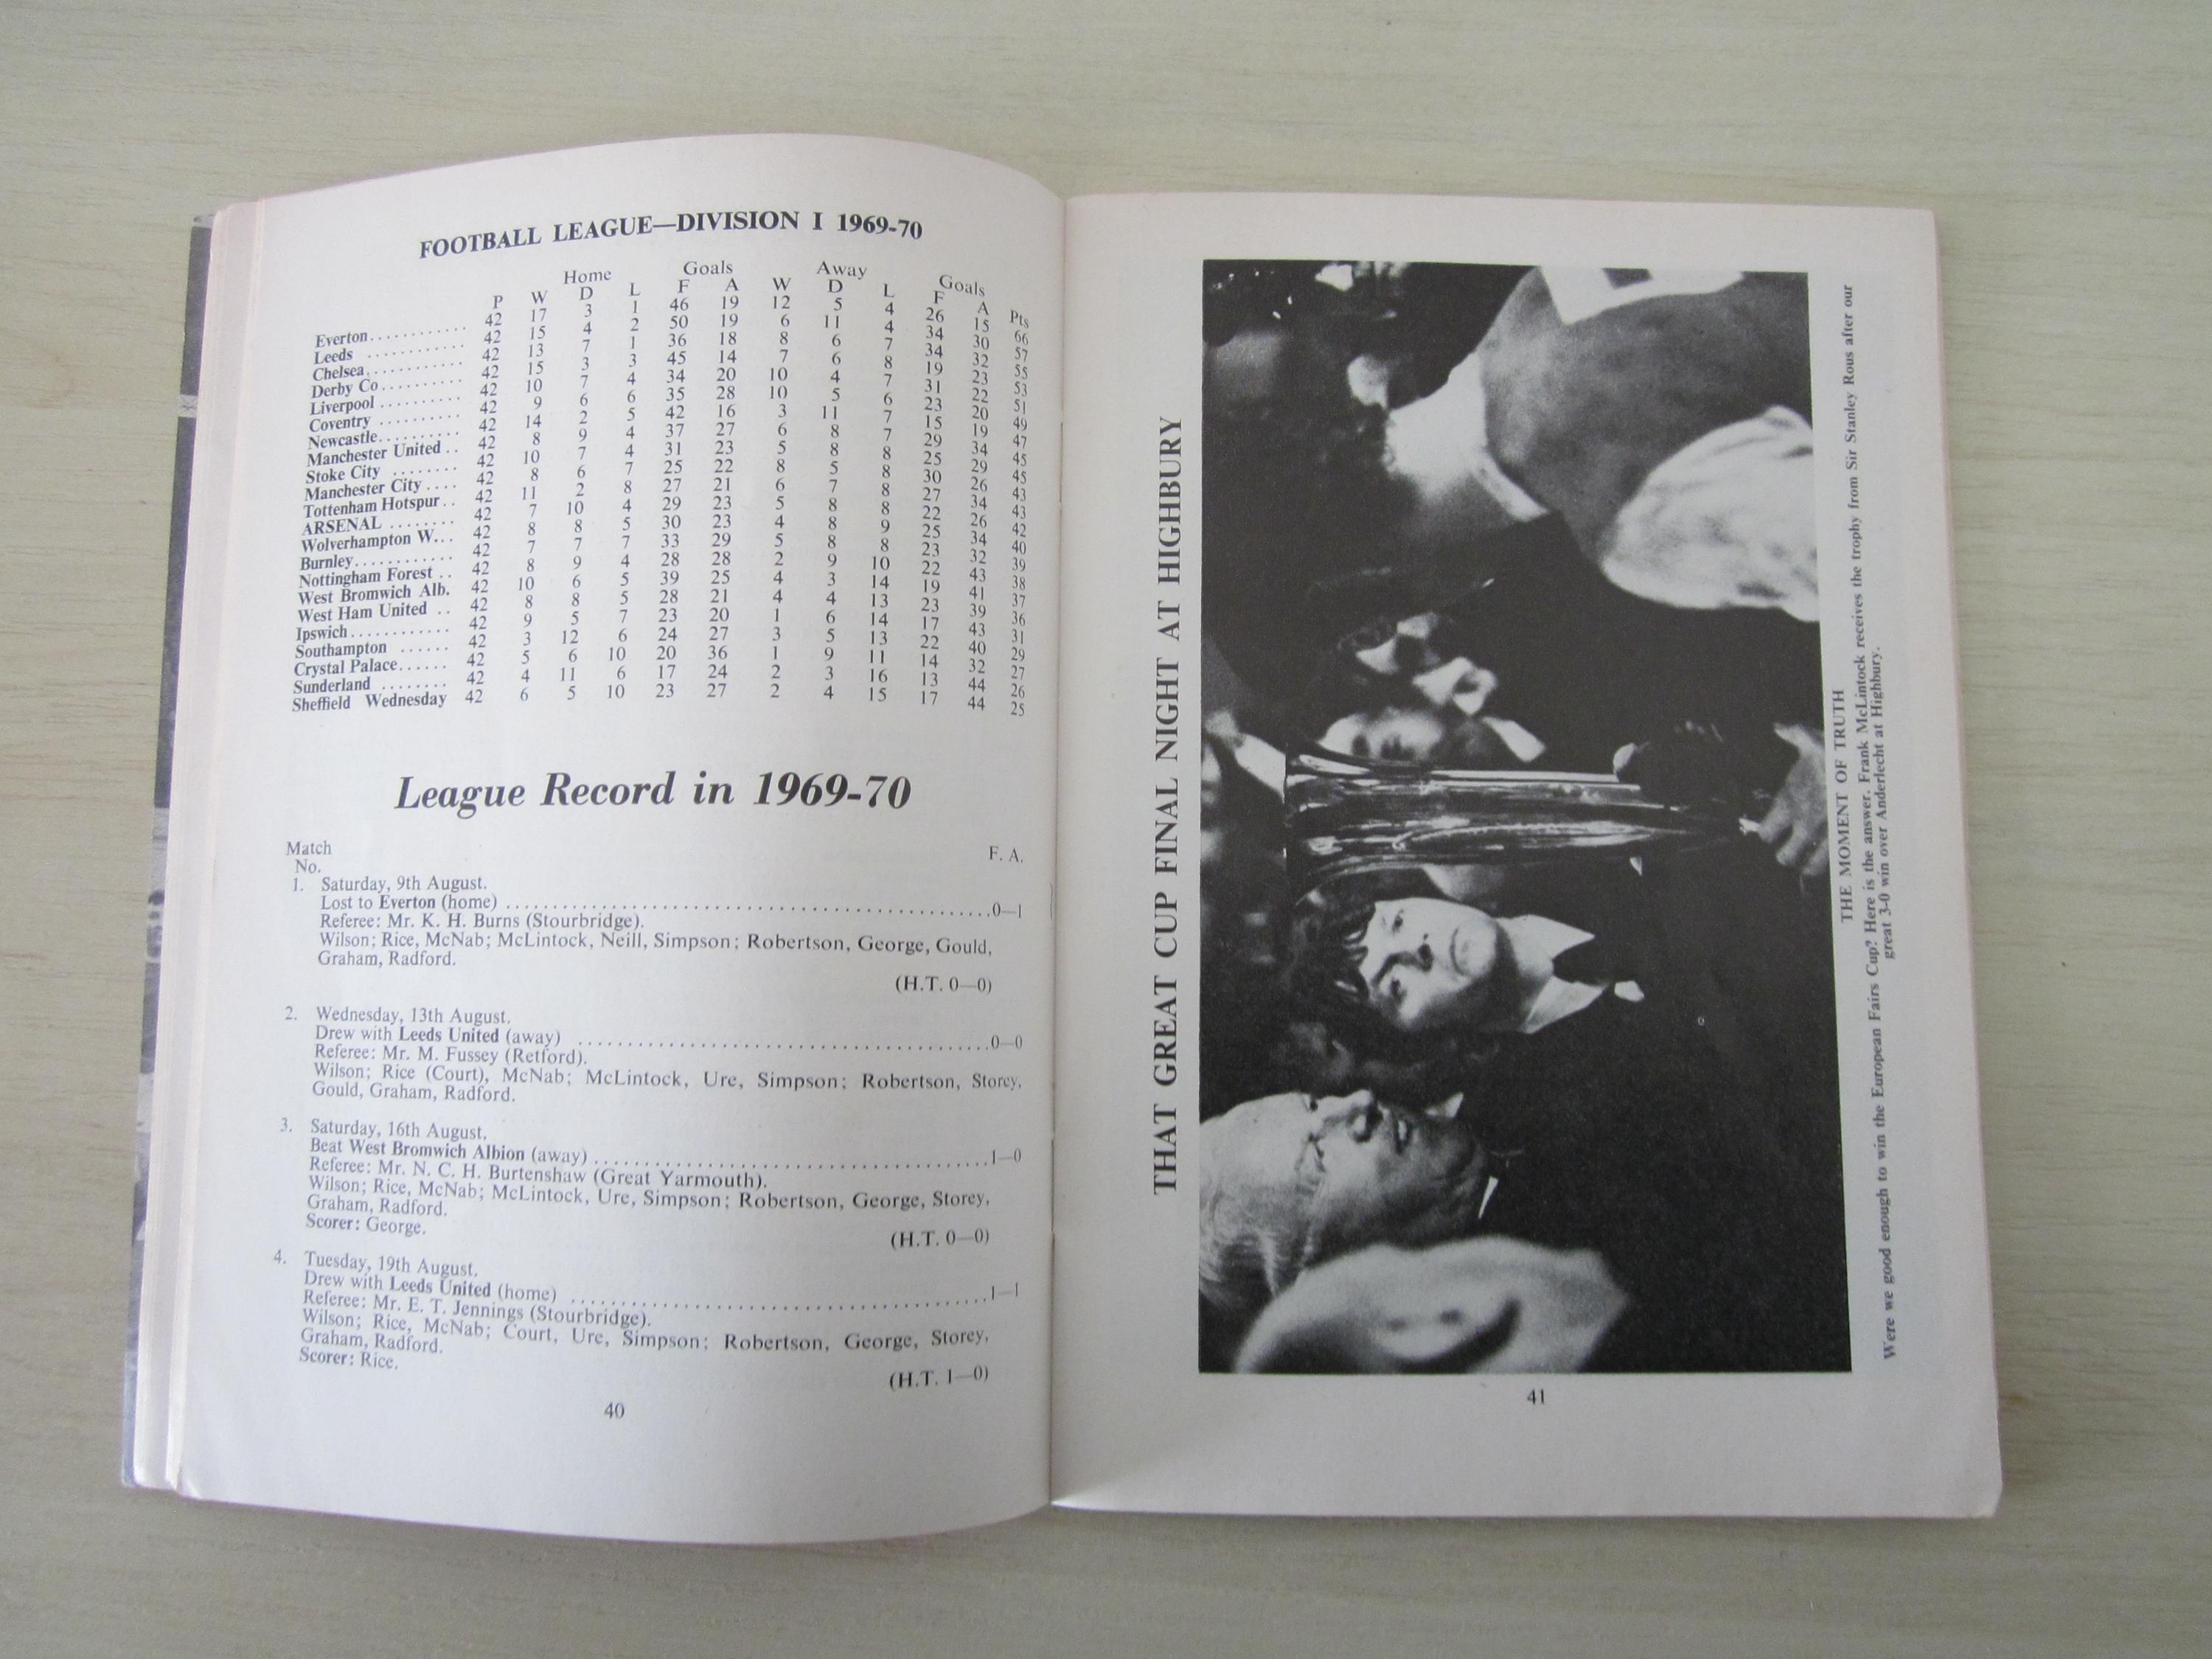 FOOTBALL LEAGUE—DIVISION I 1969-70
Home Goals Away Goals
P W D L F A W D L F A Pts
Everton........... 42 17 3 1 46 19 12 5 4 26 15 66
Leeds ............ 42 15 4 2 50 19 6 11 4 34 30 57
Chelsea............ 42 13 7 1 36 18 8 6 7 34 32 55
Derby Co.......... 42 15 3 3 45 14 7 6 8 19 23 53
Liverpool .......... 42 10 7 4 34 20 10 4 7 31 22 51
Coventry .......... 42 9 6 6 35 28 10 5 6 23 20 49
Newcastle.......... 42 14 2 5 42 16 3 11 7 15 19 47
Manchester United .. 42 8 9 4 37 27 6 8 7 29 34 45
Stoke City ........ 42 10 7 4 31 23 5 8 8 25 29 45
Manchester City .... 42 8 6 7 25 22 8 5 8 30 26 43
Tottenham Hotspur.. 42 11 2 8 27 21 6 7 8 27 34 43
ARSENAL ........ 42 7 10 4 29 23 5 8 8 22 26 42
Wolverhampton W... 42 8 8 5 30 23 4 8 9 25 34 40
Burnley............ 42 7 7 7 33 29 5 8 8 23 32 39
Nottingham Forest .. 42 8 9 4 28 28 2 9 10 22 43 38
West Bromwich Alb. 42 10 6 5 39 25 4 3 14 19 41 37
West Ham United .. 42 8 8 5 28 21 4 4 13 23 39 36
Ipswich............ 42 9 5 7 23 20 1 6 14 17 43 31
Southampton ...... 42 3 12 6 24 27 3 5 13 22 40 29
Crystal Palace...... 42 5 6 10 20 36 1 9 11 14 32 27
Sunderland ........ 42 4 11 6 17 24 2 3 16 13 44 26
Sheffield Wednesday 42 6 5 10 23 27 2 4 15 17 44 25
League Record in 1969-70
Match
No. F. A.
1. Saturday, 9th August.
Lost to Everton (home) ............................................0—1
Referee: Mr. K. H. Burns (Stourbridge).
Wilson; Rice, McNab; McLintock, Neill, Simpson; Robertson, George, Gould,
Graham, Radford.
(H.T. 0—0)
2. Wednesday, 13th August.
Drew with Leeds United (away) ......................................0—0
Referee: Mr. M. Fussey (Retford).
Wilson; Rice (Court), McNab; McLintock, Ure, Simpson; Robertson, Storey,
Gould, Graham, Radford.
3. Saturday, 16th August.
Beat West Bromwich Albion (away) ....................................1—0
Referee: Mr. N. C. H. Burtenshaw (Great Yarmouth).
Wilson; Rice, McNab; McLintock, Ure, Simpson; Robertson, George, Storey,
Graham, Radford.
Scorer: George.
(H.T. 0—0)
4. Tuesday, 19th August.
Drew with Leeds United (home) ......................................1—1
Referee: Mr. E. T. Jennings (Stourbridge).
Wilson; Rice, McNab; Court, Ure, Simpson; Robertson, George, Storey,
Graham, Radford.
Scorer: Rice.
(H.T. 1—0)
40
THAT GREAT CUP FINAL NIGHT AT HIGHBURY
THE MOMENT OF TRUTH
Were we good enough to win the European Fairs Cup? Here is the answer. Frank McLintock receives the trophy from Sir Stanley Rous after our
great 3-0 win over Anderlecht at Highbury.
41